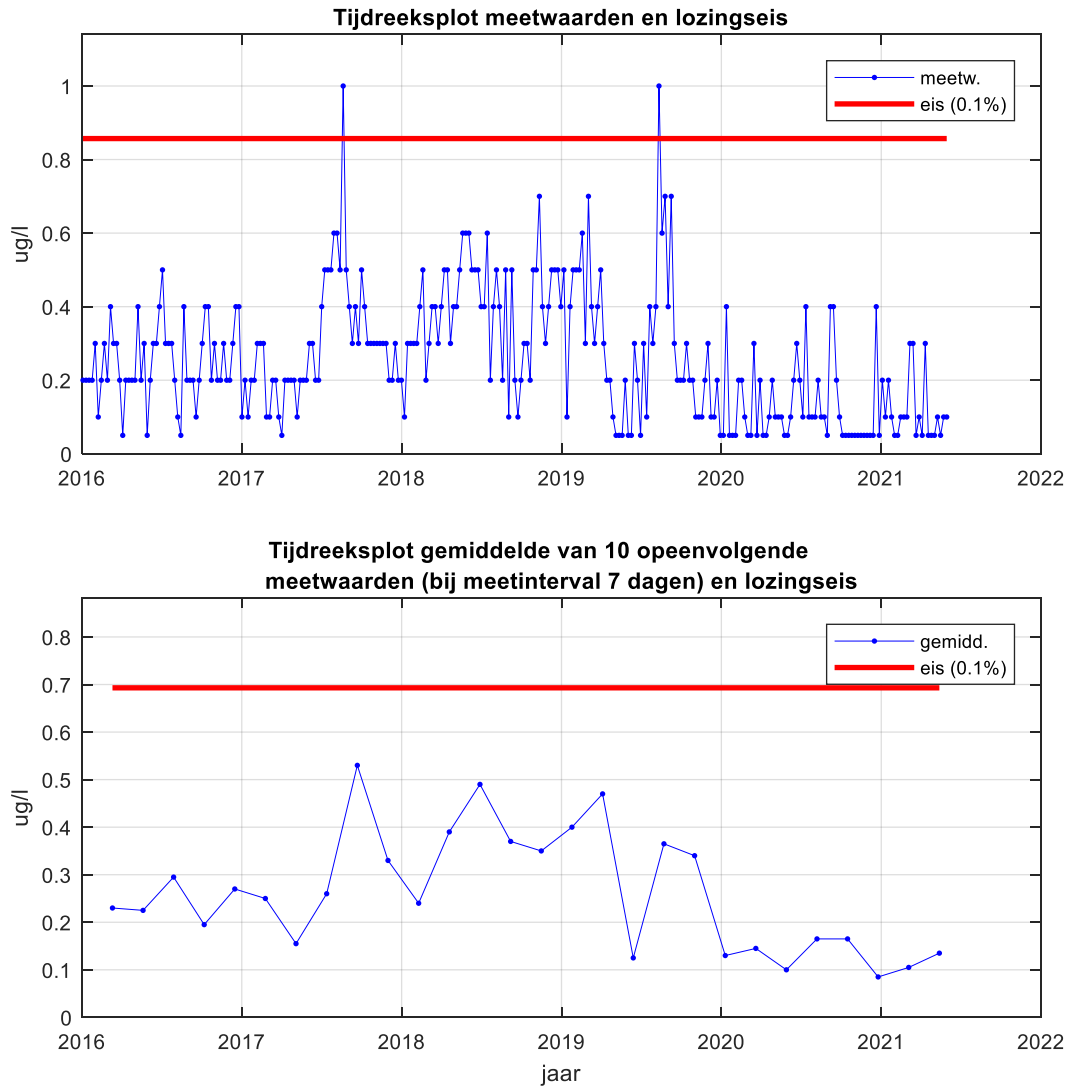 Tijdreeksplot meetwaarden en lozingseis
meetw.
eis (0.1%)
ug/l
1
0.8
0.6
0.4
0.2
0
2016 2017 2018 2019 2020 2021 2022
Tijdreeksplot gemiddelde van 10 opeenvolgende
meetwaarden (bij meetinterval 7 dagen) en lozingseis
gemidd.
eis (0.1%)
ug/l
0.8
0.7
0.6
0.5
0.4
0.3
0.2
0.1
0
2016 2017 2018 2019 2020 2021 2022
jaar